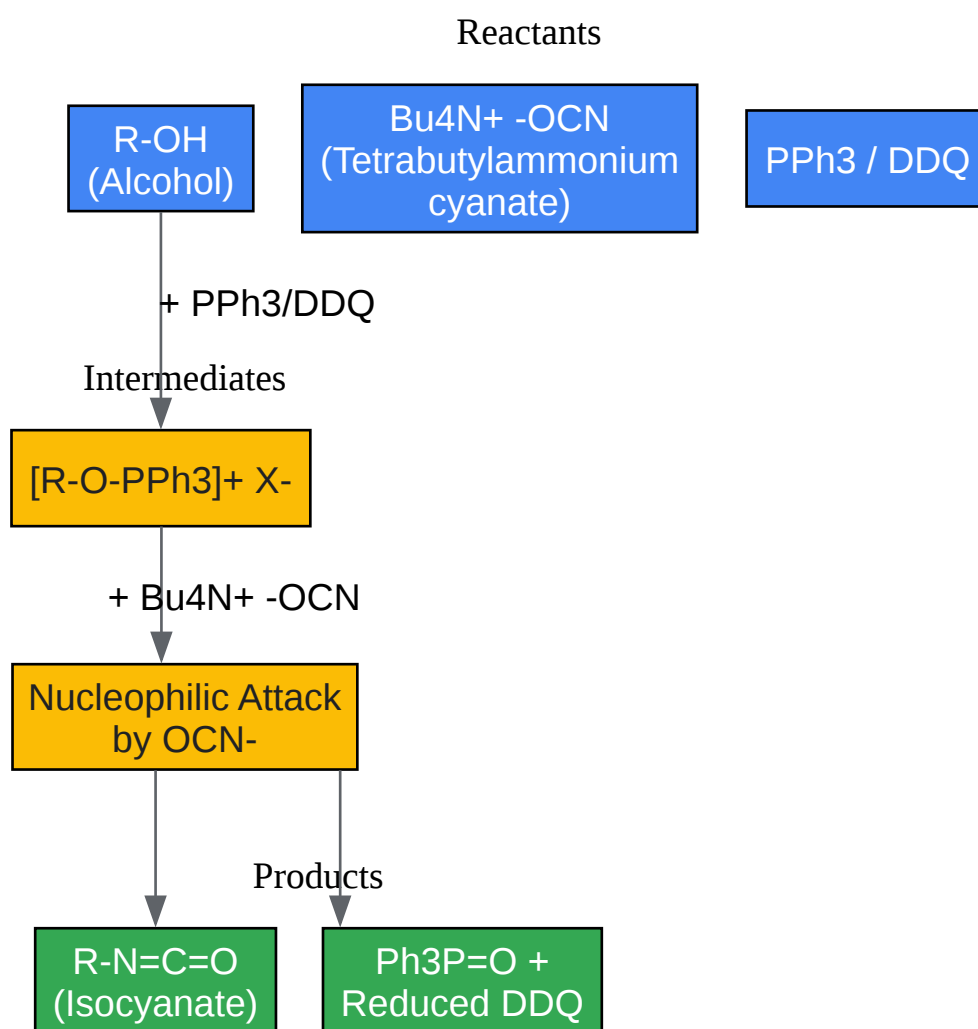 Reactants
R-OH
(Alcohol)
Bu4N+ -OCN
(Tetrabutylammonium
cyanate)
PPh3 / DDQ
+ PPh3/DDQ
Intermediates
[R-O-PPh3]+ X-
+ Bu4N+ -OCN
Nucleophilic Attack
by OCN-
Products
R-N=C=O
(Isocyanate)
Ph3P=O +
Reduced DDQ